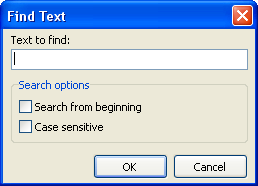 Find Text
Text to find:
Search options
Search from beginning
Case sensitive
OK
Cancel